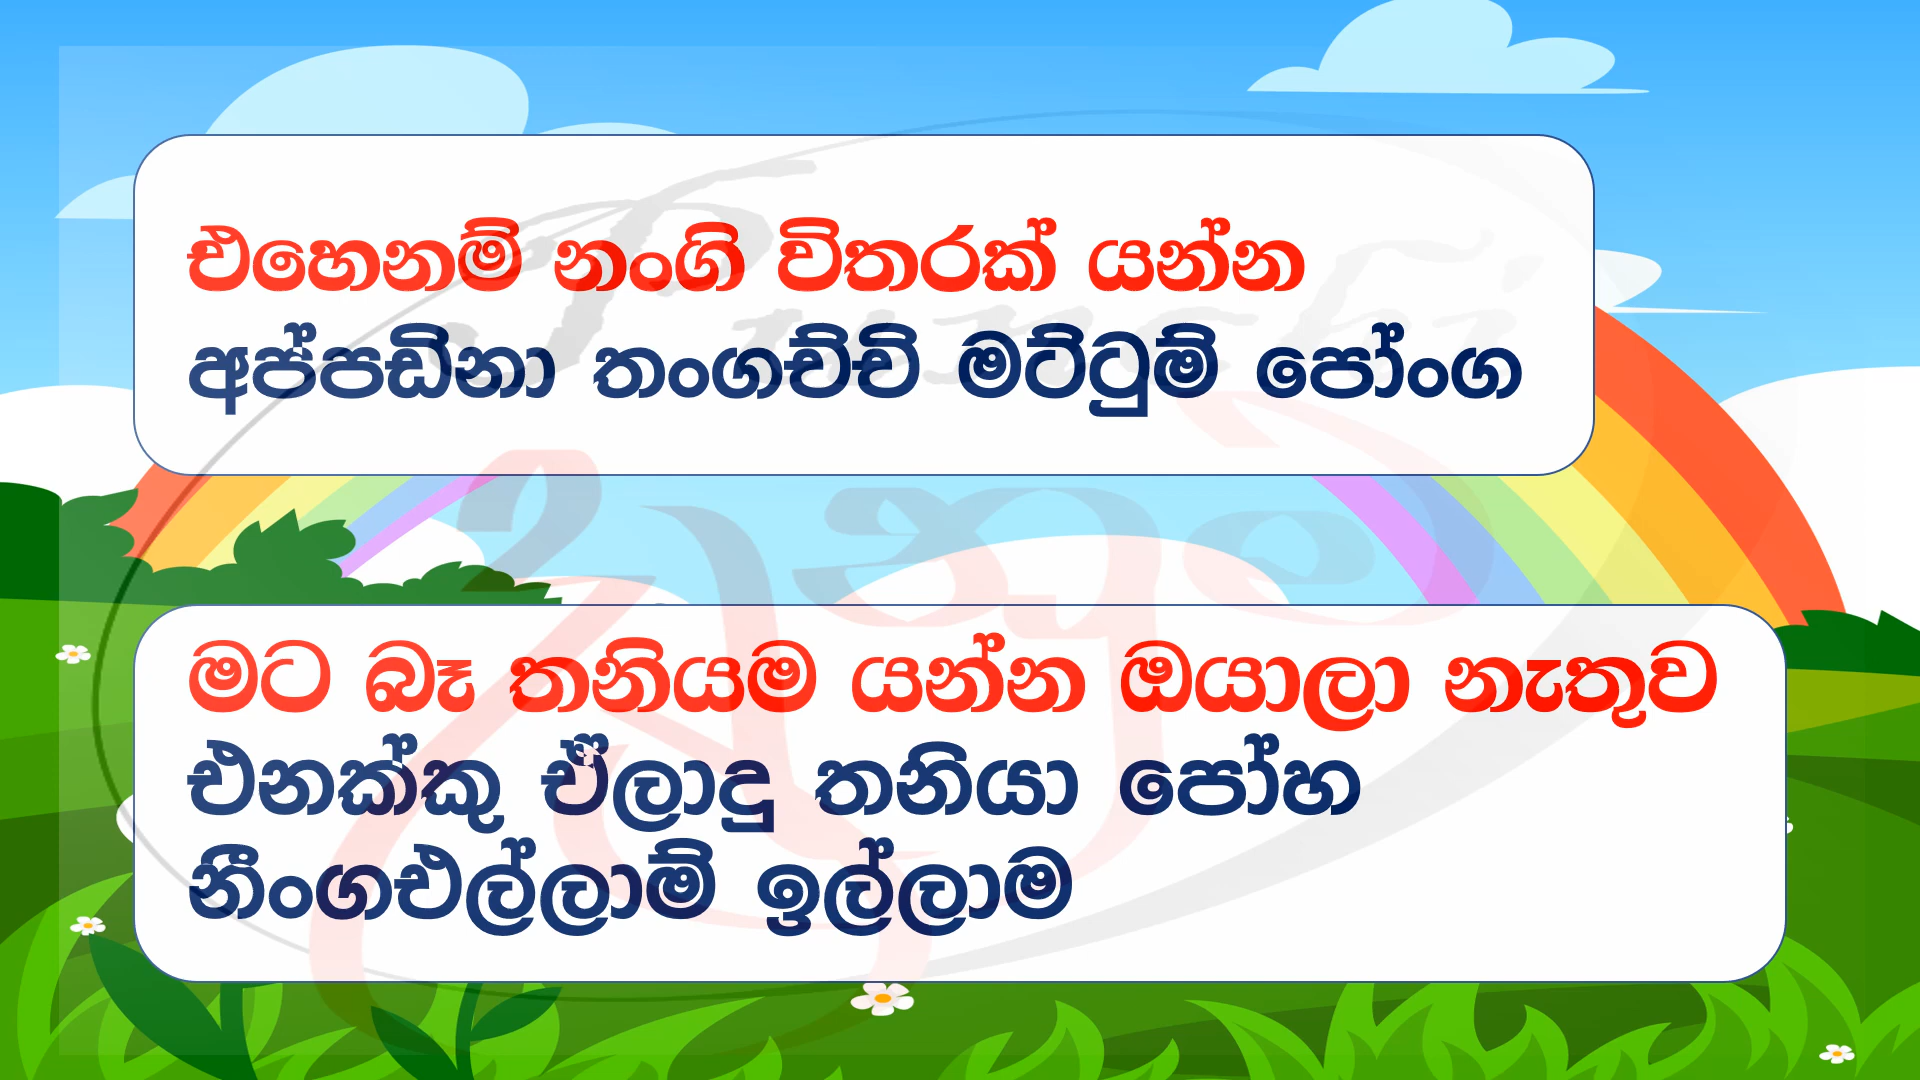 එහෙනම් නංගි විතරක් යන්න
අප්පඩිනා තංගච්චි මට්ටුම් පෝංග
මට බෑ තනියම යන්න ඔයාලා නැතුව
එනක්කු ඒලාදු තනියා පෝහ
නීංගඑල්ලාම් ඉල්ලාම